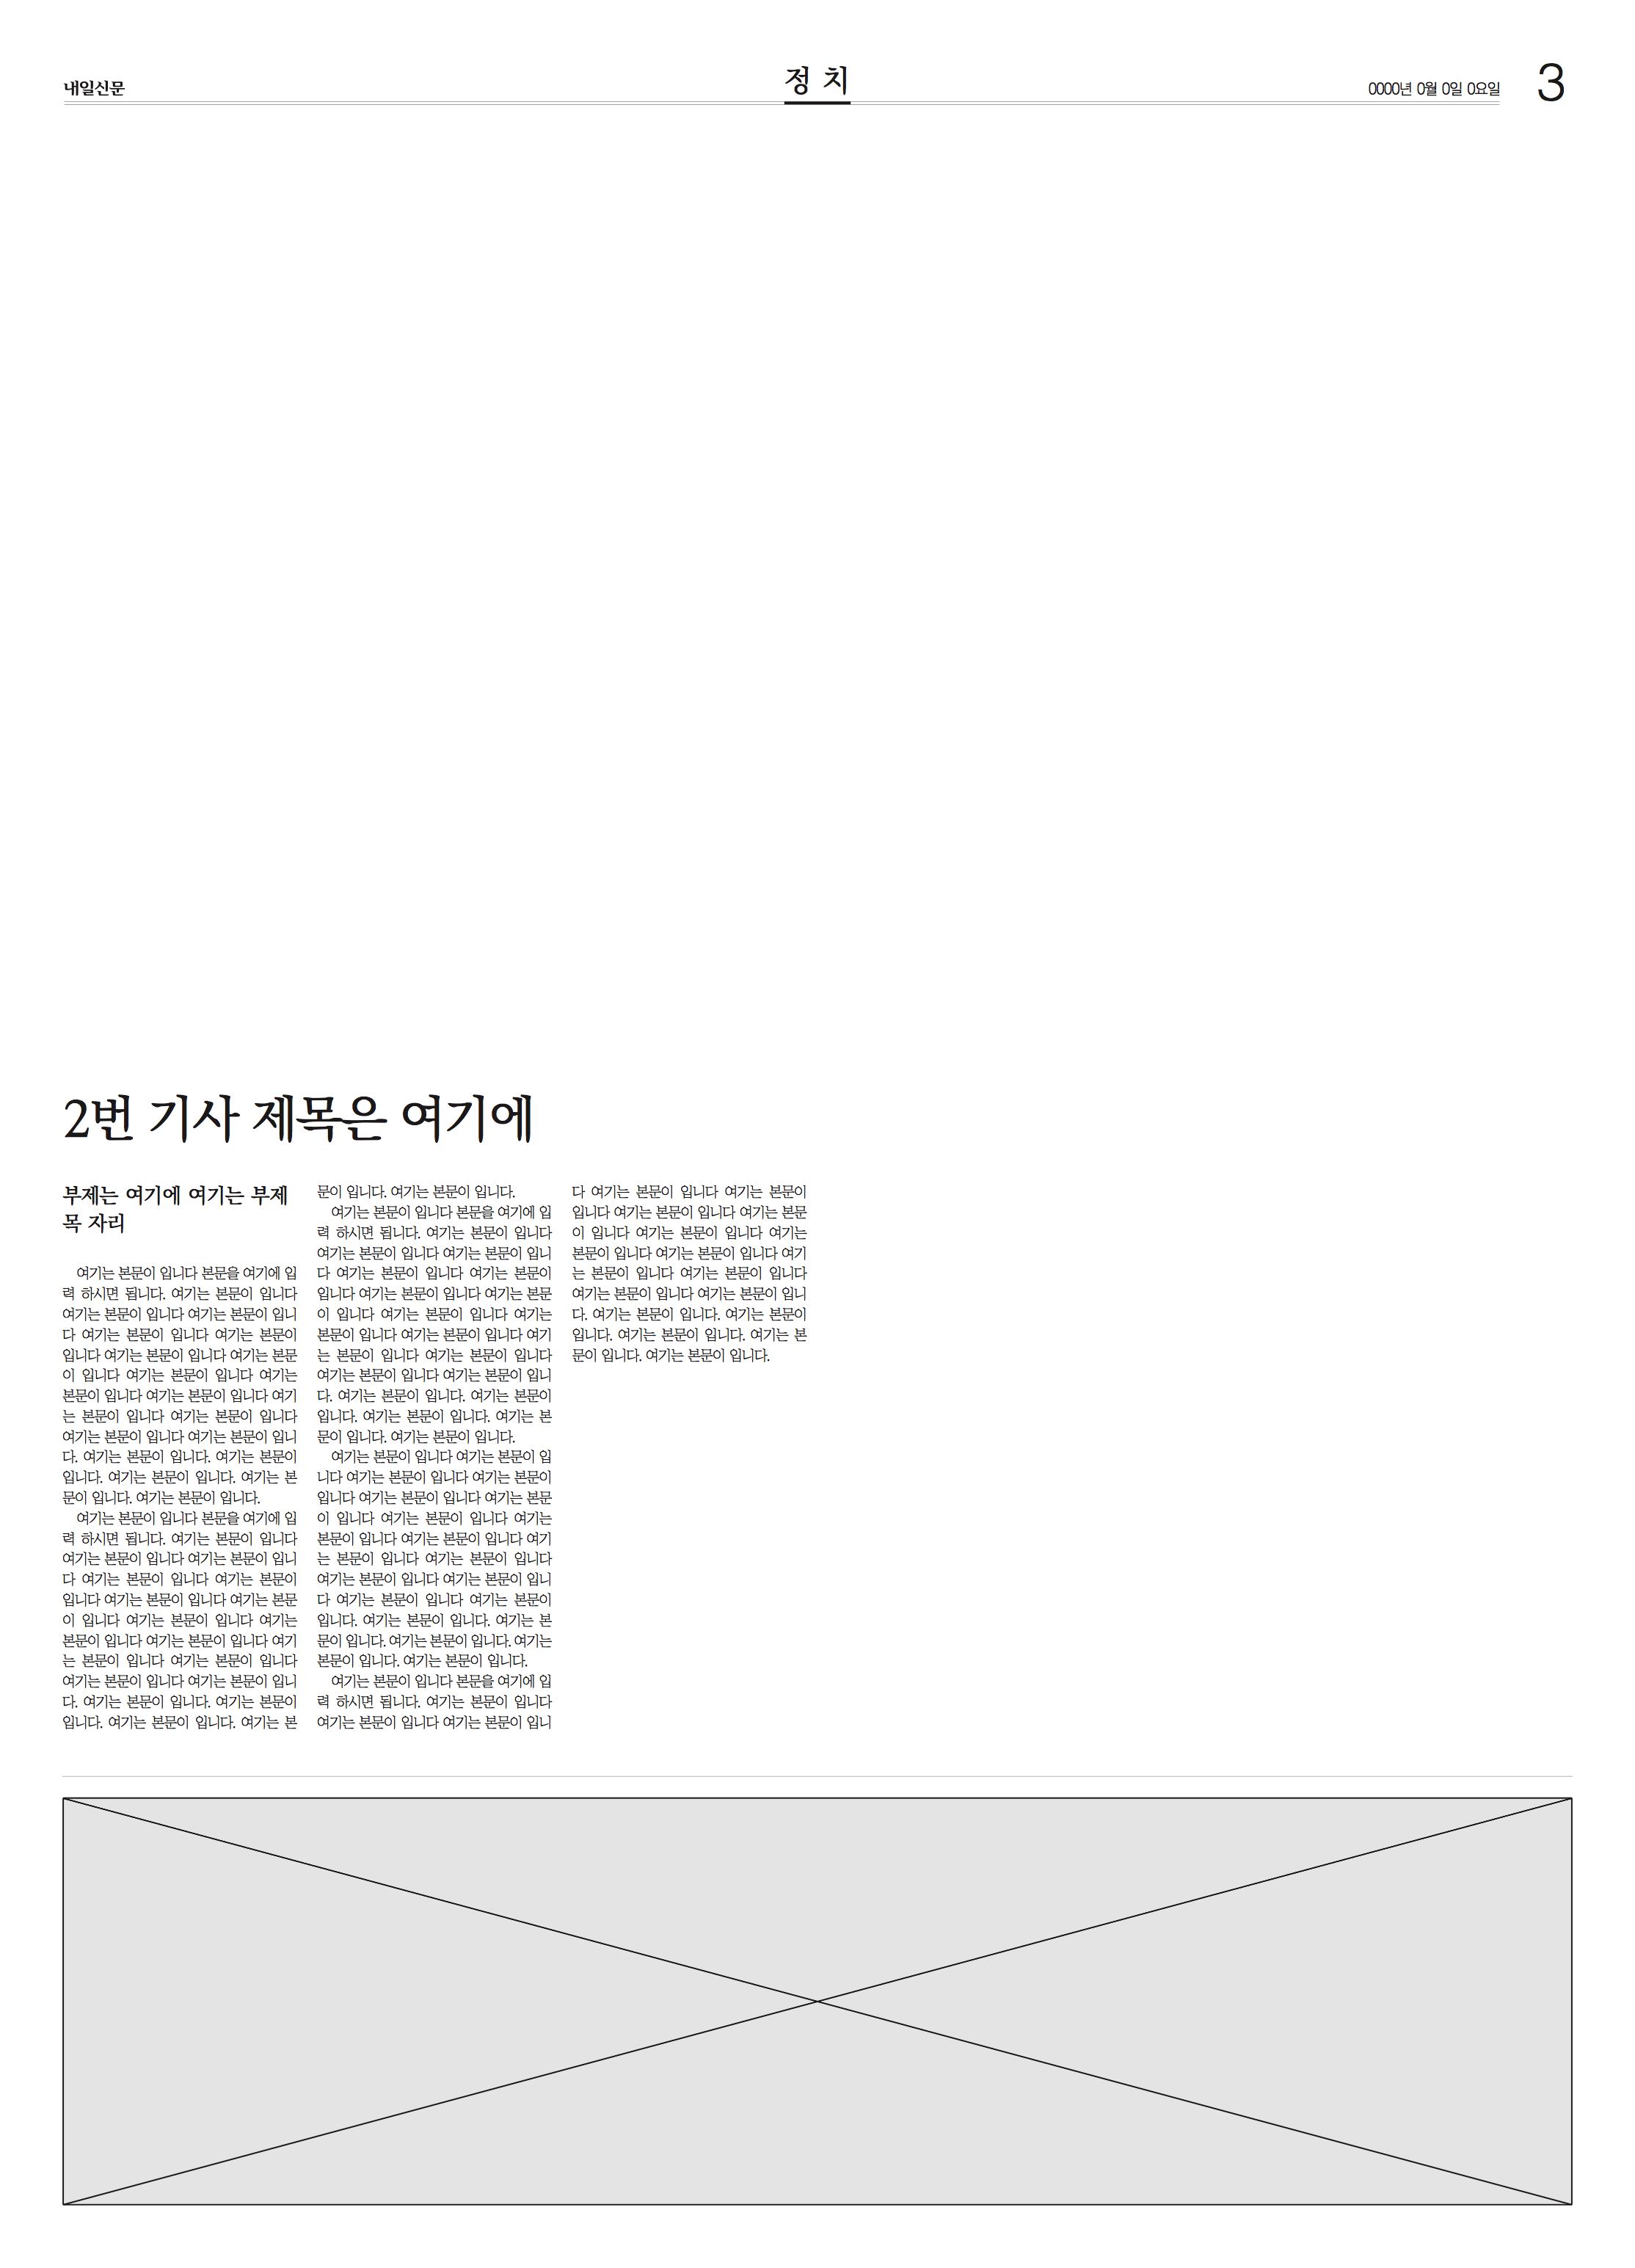 내일신문
정 치
0000년 0월 0일 0요일
3
2번 기사 제목은 여기에
부제는 여기에 여기는 부제
목 자리
여기는 본문이 입니다 본문을 여기에 입
력 하시면 됩니다. 여기는 본문이 입니다
여기는 본문이 입니다 여기는 본문이 입니
다 여기는 본문이 입니다 여기는 본문이
입니다 여기는 본문이 입니다 여기는 본문
이 입니다 여기는 본문이 입니다 여기는
본문이 입니다 여기는 본문이 입니다 여기
는 본문이 입니다 여기는 본문이 입니다
여기는 본문이 입니다 여기는 본문이 입니
다. 여기는 본문이 입니다. 여기는 본문이
입니다. 여기는 본문이 입니다. 여기는 본
문이 입니다. 여기는 본문이 입니다.
여기는 본문이 입니다 본문을 여기에 입
력 하시면 됩니다. 여기는 본문이 입니다
여기는 본문이 입니다 여기는 본문이 입니
다 여기는 본문이 입니다 여기는 본문이
입니다 여기는 본문이 입니다 여기는 본문
이 입니다 여기는 본문이 입니다 여기는
본문이 입니다 여기는 본문이 입니다 여기
는 본문이 입니다 여기는 본문이 입니다
여기는 본문이 입니다 여기는 본문이 입니
다. 여기는 본문이 입니다. 여기는 본문이
입니다. 여기는 본문이 입니다. 여기는 본
문이 입니다. 여기는 본문이 입니다.
여기는 본문이 입니다 본문을 여기에 입
력 하시면 됩니다. 여기는 본문이 입니다
여기는 본문이 입니다 여기는 본문이 입니
다 여기는 본문이 입니다 여기는 본문이
입니다 여기는 본문이 입니다 여기는 본문
이 입니다 여기는 본문이 입니다 여기는
본문이 입니다 여기는 본문이 입니다 여기
는 본문이 입니다 여기는 본문이 입니다
여기는 본문이 입니다 여기는 본문이 입니
다. 여기는 본문이 입니다. 여기는 본문이
입니다. 여기는 본문이 입니다. 여기는 본
문이 입니다. 여기는 본문이 입니다.
여기는 본문이 입니다 여기는 본문이 입
니다 여기는 본문이 입니다 여기는 본문이
입니다 여기는 본문이 입니다 여기는 본문
이 입니다 여기는 본문이 입니다 여기는
본문이 입니다 여기는 본문이 입니다 여기
는 본문이 입니다 여기는 본문이 입니다
여기는 본문이 입니다 여기는 본문이 입니
다 여기는 본문이 입니다 여기는 본문이
입니다. 여기는 본문이 입니다. 여기는 본
문이 입니다. 여기는 본문이 입니다. 여기는
본문이 입니다. 여기는 본문이 입니다.
여기는 본문이 입니다 본문을 여기에 입
력 하시면 됩니다. 여기는 본문이 입니다
여기는 본문이 입니다 여기는 본문이 입니
다 여기는 본문이 입니다 여기는 본문이
입니다 여기는 본문이 입니다 여기는 본문
이 입니다 여기는 본문이 입니다 여기는
본문이 입니다 여기는 본문이 입니다 여기
는 본문이 입니다 여기는 본문이 입니다
여기는 본문이 입니다 여기는 본문이 입니
다. 여기는 본문이 입니다. 여기는 본문이
입니다. 여기는 본문이 입니다. 여기는 본
문이 입니다. 여기는 본문이 입니다.